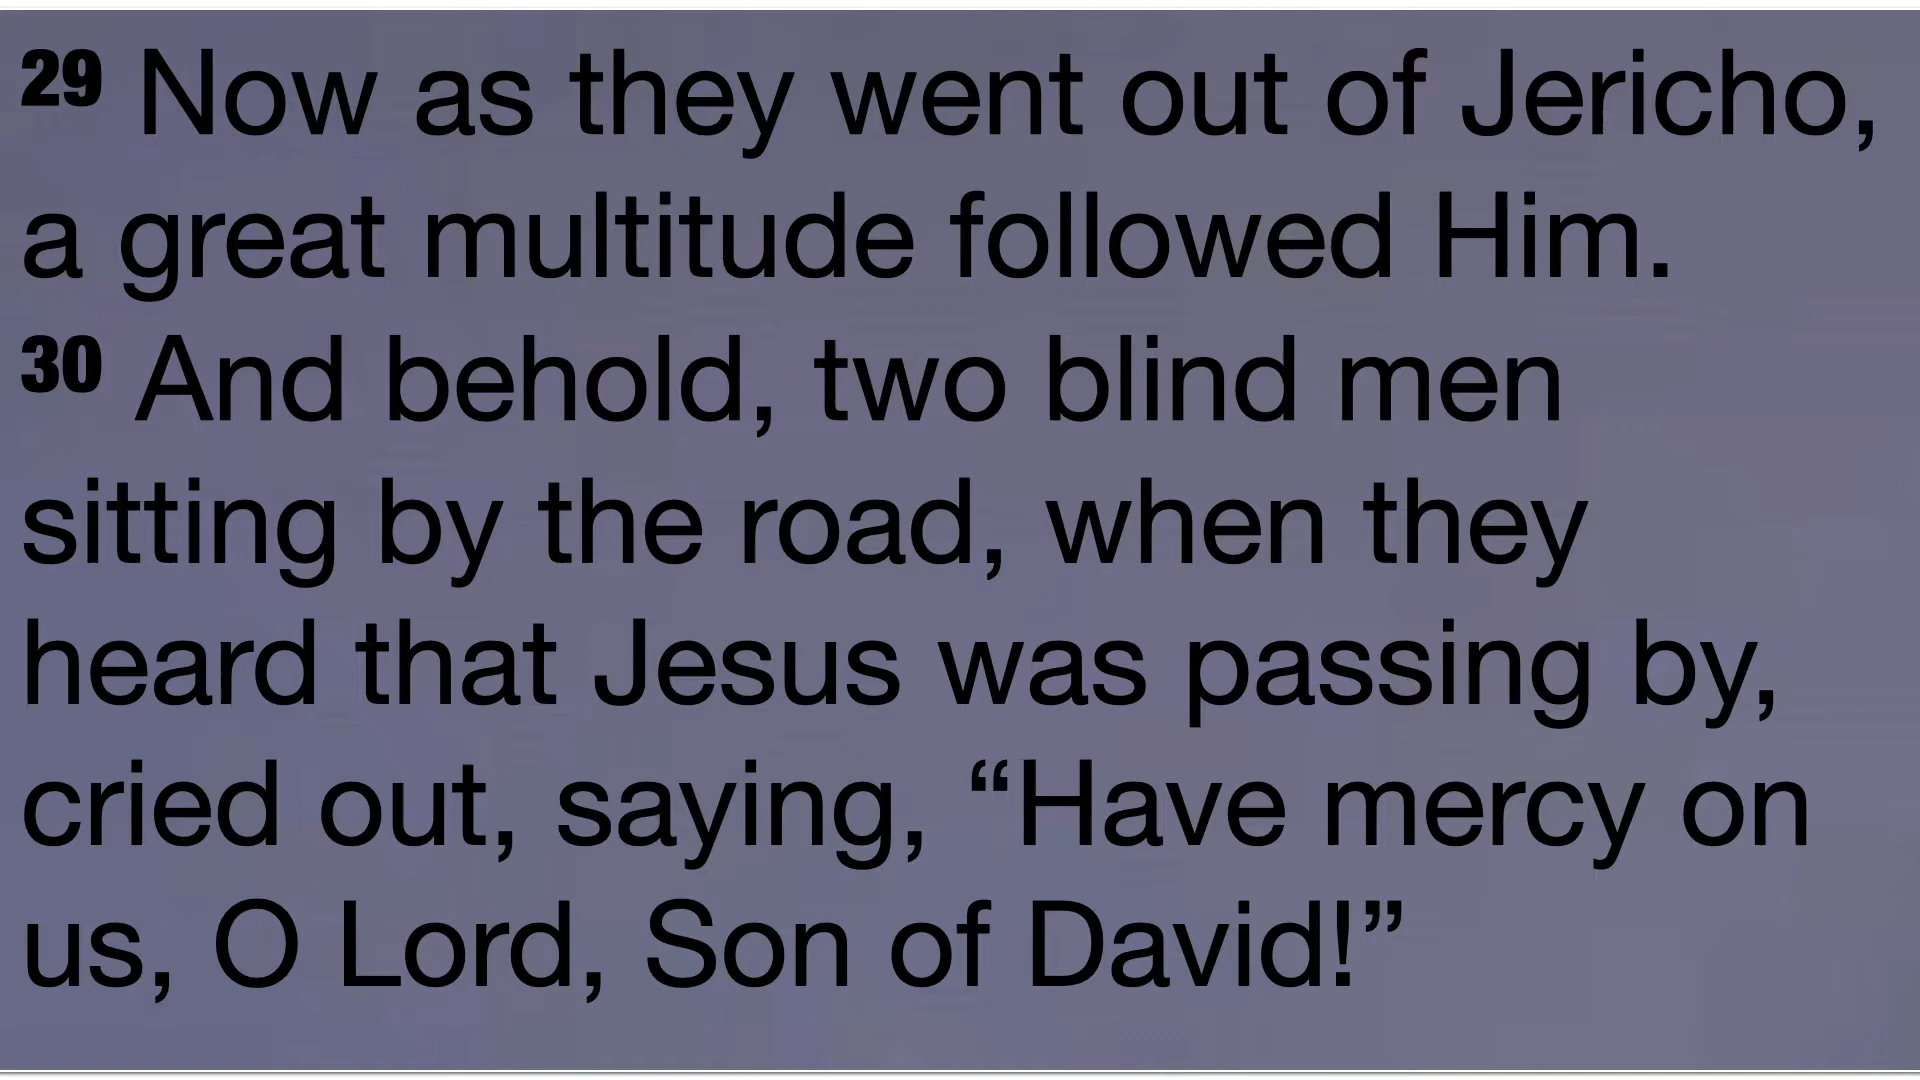 29 Now as they went out of Jericho,
a great multitude followed Him.
30 And behold, two blind men
sitting by the road, when they
heard that Jesus was passing by,
cried out, saying, “Have mercy on
us, O Lord, Son of David!”